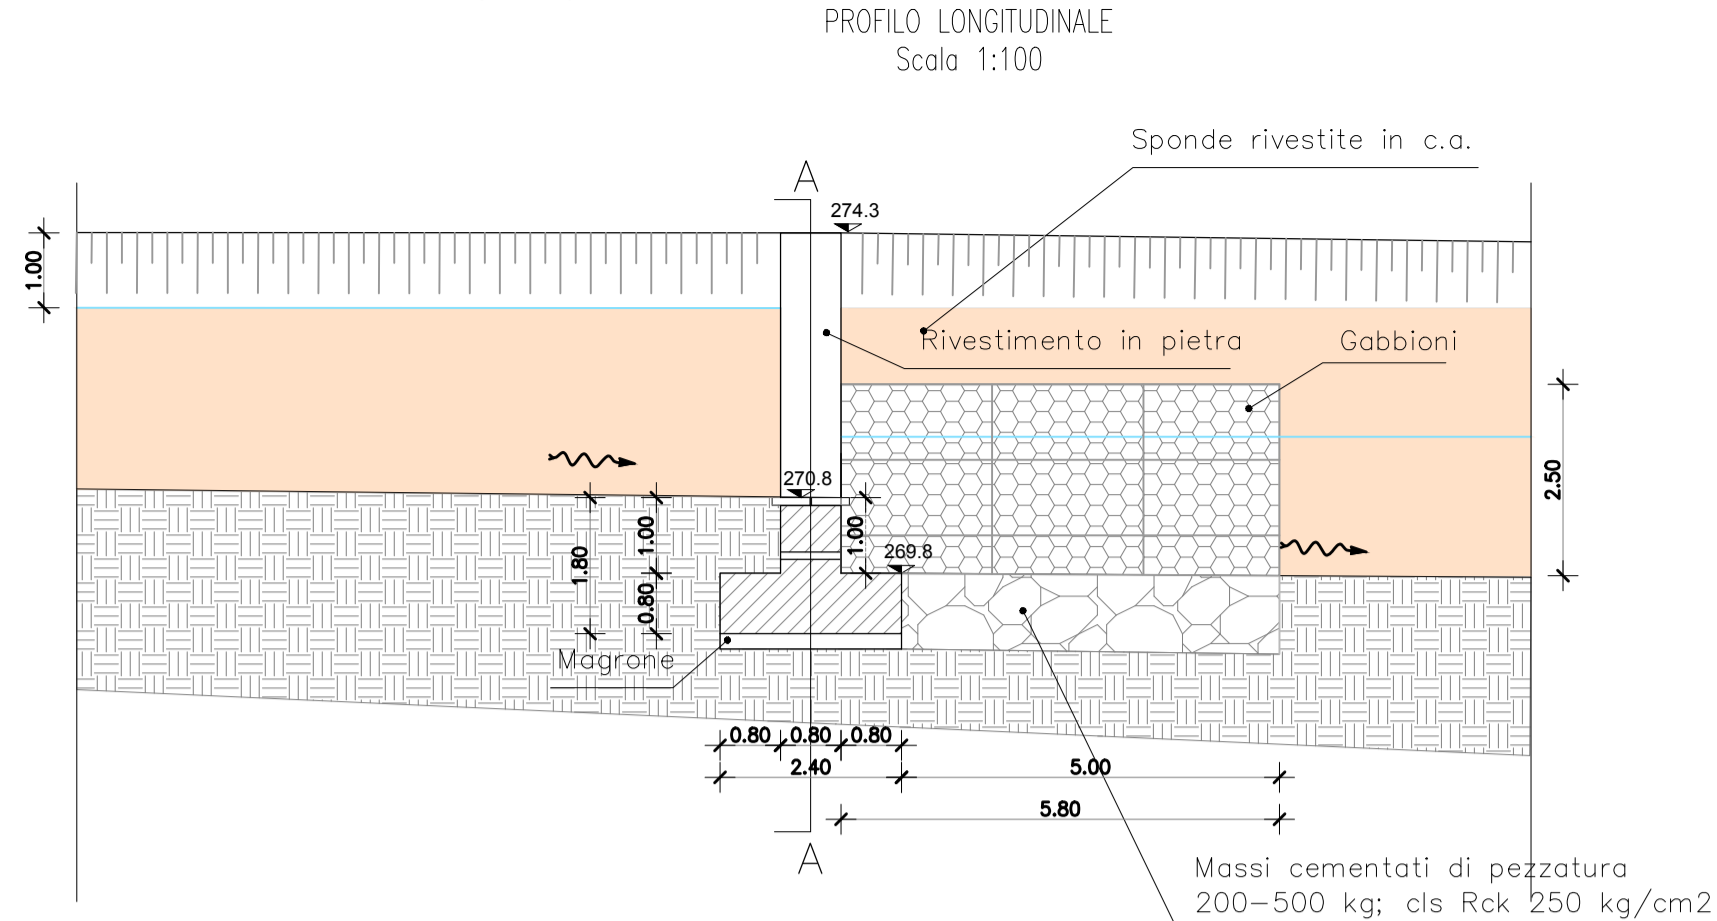 PROFILO LONGITUDINALE
Scala 1:100
Sponde rivestite in c.a.
A
274.3
1.00
Rivestimento in pietra
Gabbioni
270.8
2.50
1.80
1.00
1.00
269.8
0.80
Magrone
0.80
0.80
0.80
2.40
5.00
5.80
A
Massi cementati di pezzatura
200-500 kg; cls Rck 250 kg/cm2